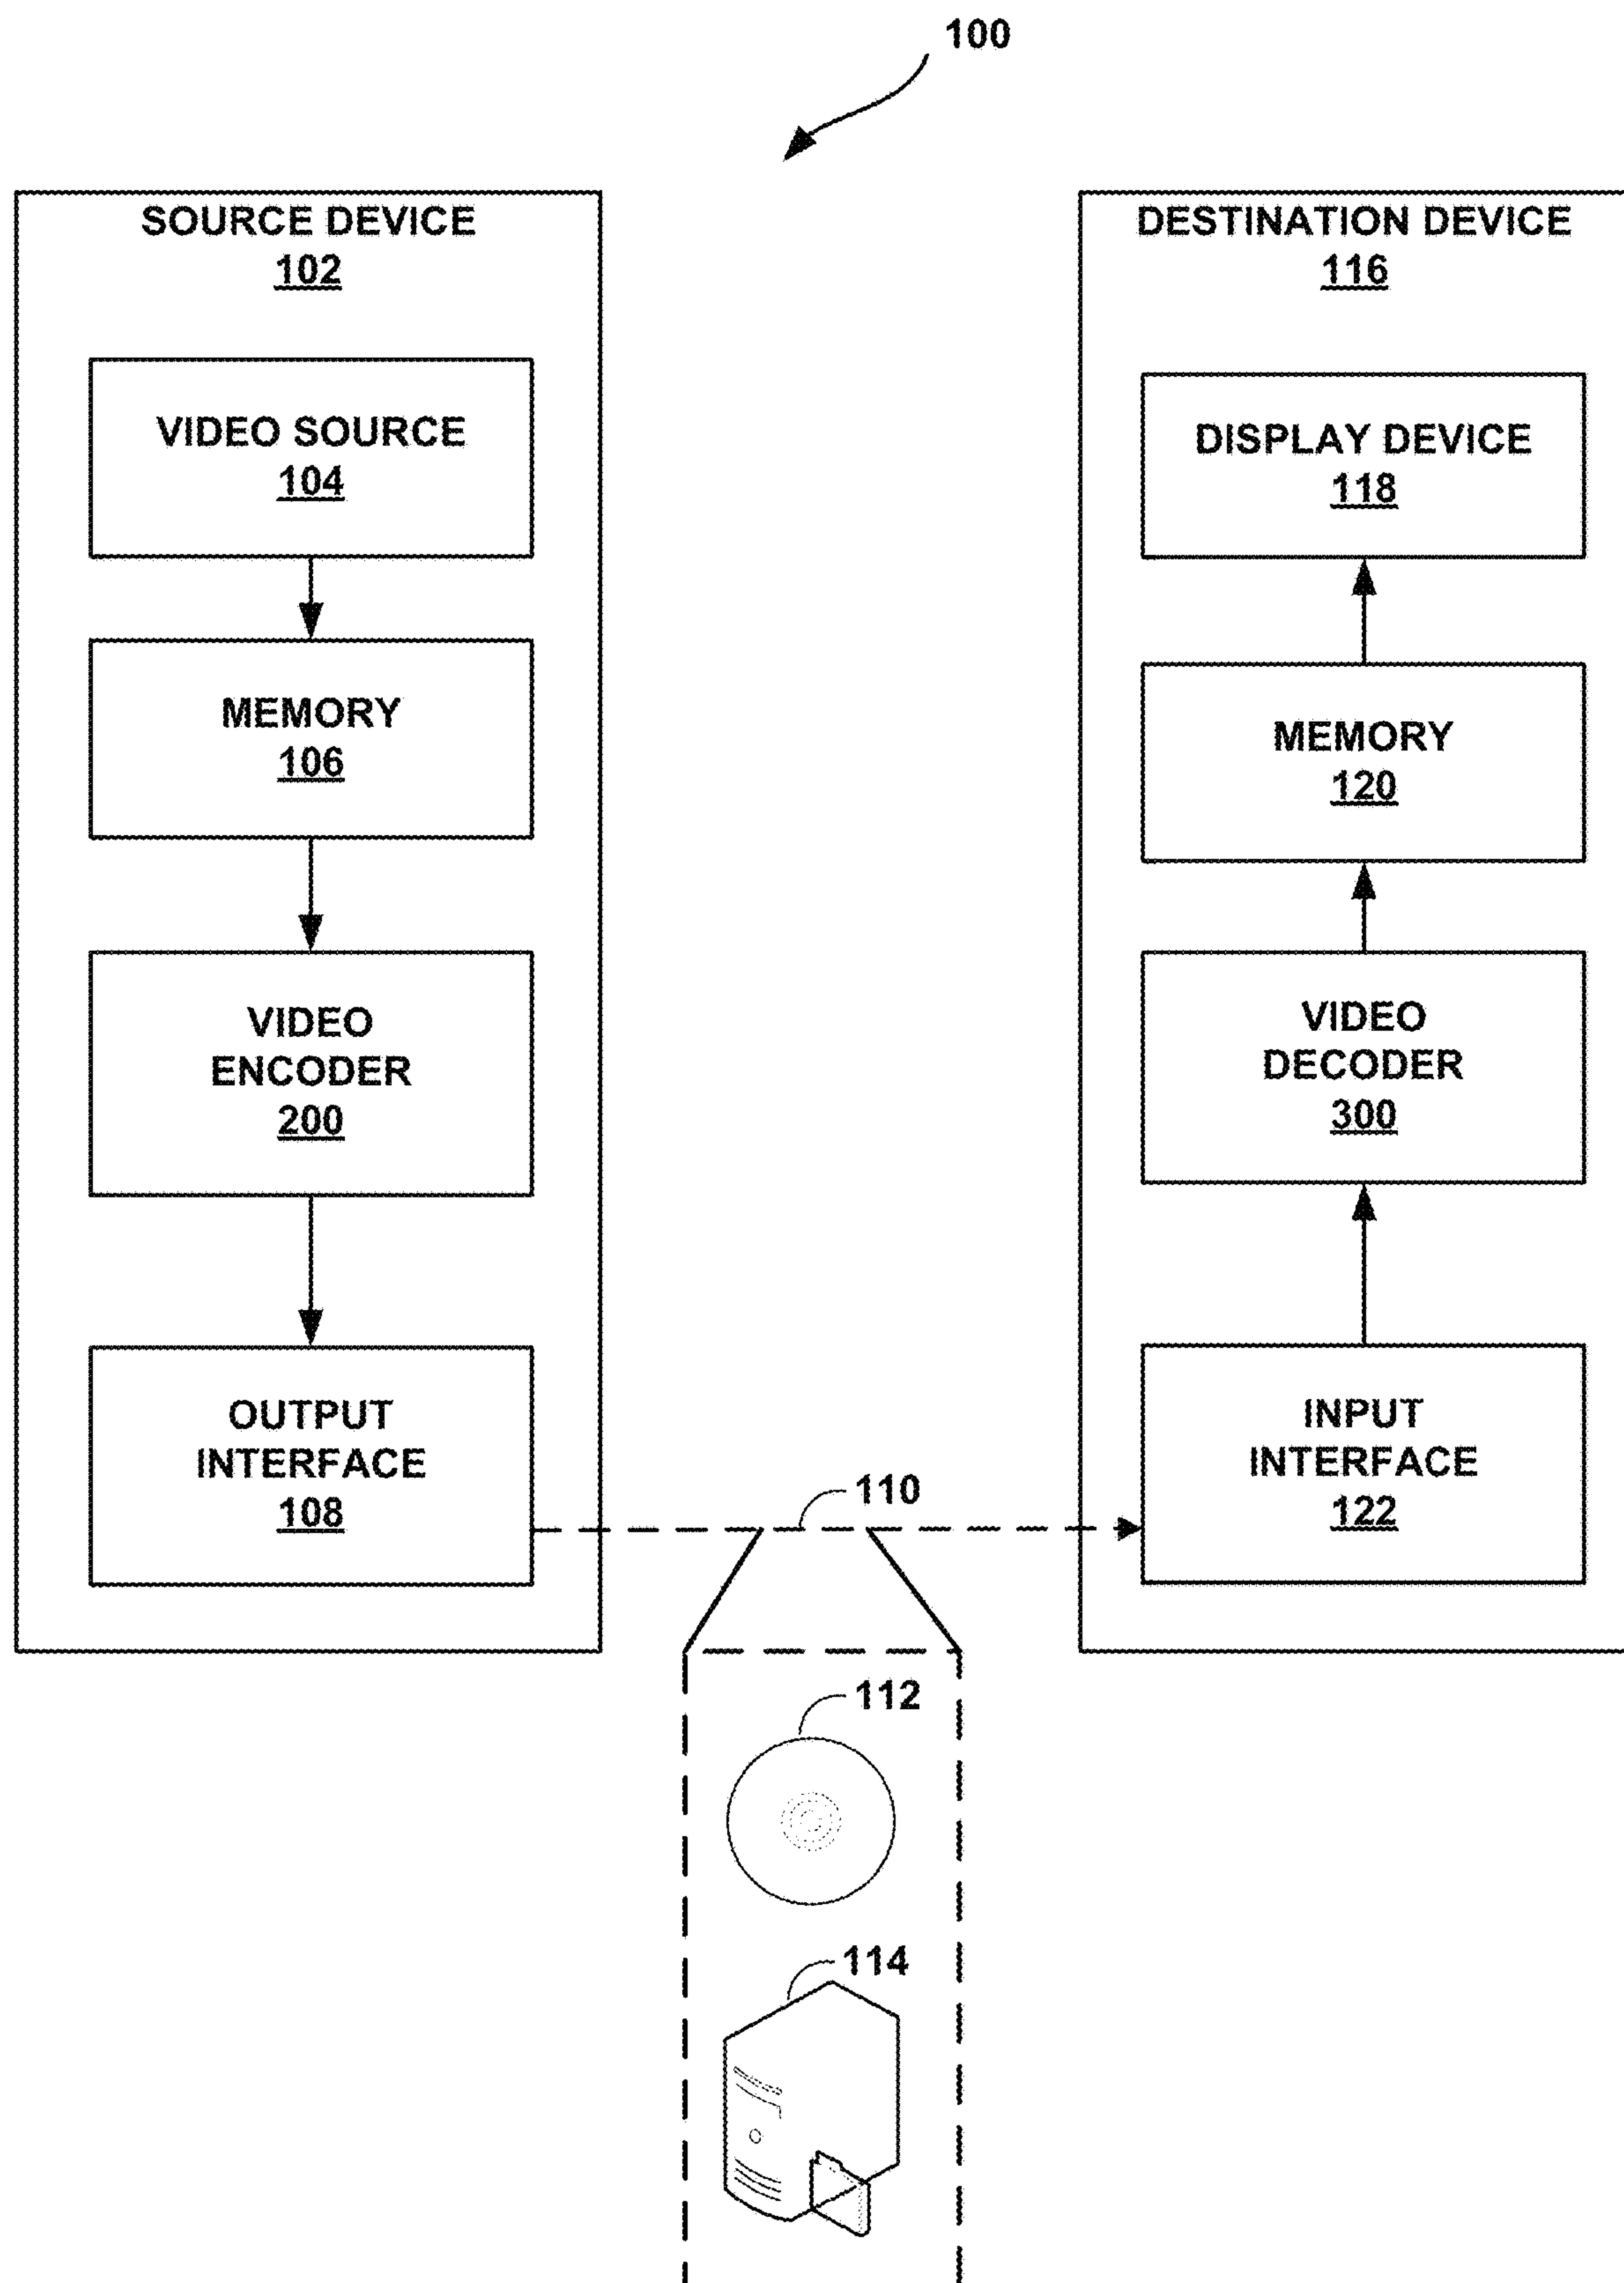 100
SOURCE DEVICE
102
VIDEO SOURCE
104
MEMORY
106
VIDEO
ENCODER
200
OUTPUT
INTERFACE
108
DESTINATION DEVICE
116
DISPLAY DEVICE
118
MEMORY
120
VIDEO
DECODER
300
INPUT
INTERFACE
122
110
112
114